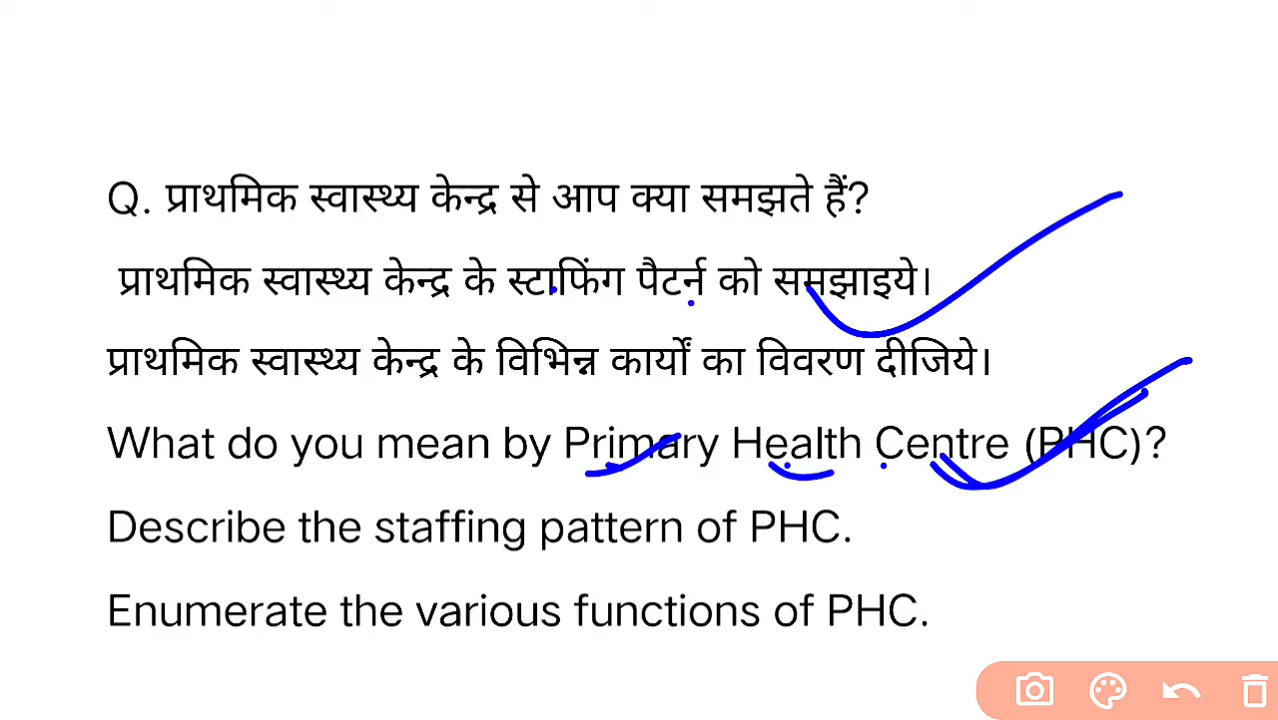 Q. प्राथमिक स्वास्थ्य केन्द्र से आप क्या समझते हैं?
प्राथमिक स्वास्थ्य केन्द्र के स्टाफिंग पैटर्न को समझाइये।
प्राथमिक स्वास्थ्य केन्द्र के विभिन्न कार्यों का विवरण दीजिये।
What do you mean by Primary Health Centre (PHC)?
Describe the staffing pattern of PHC.
Enumerate the various functions of PHC.